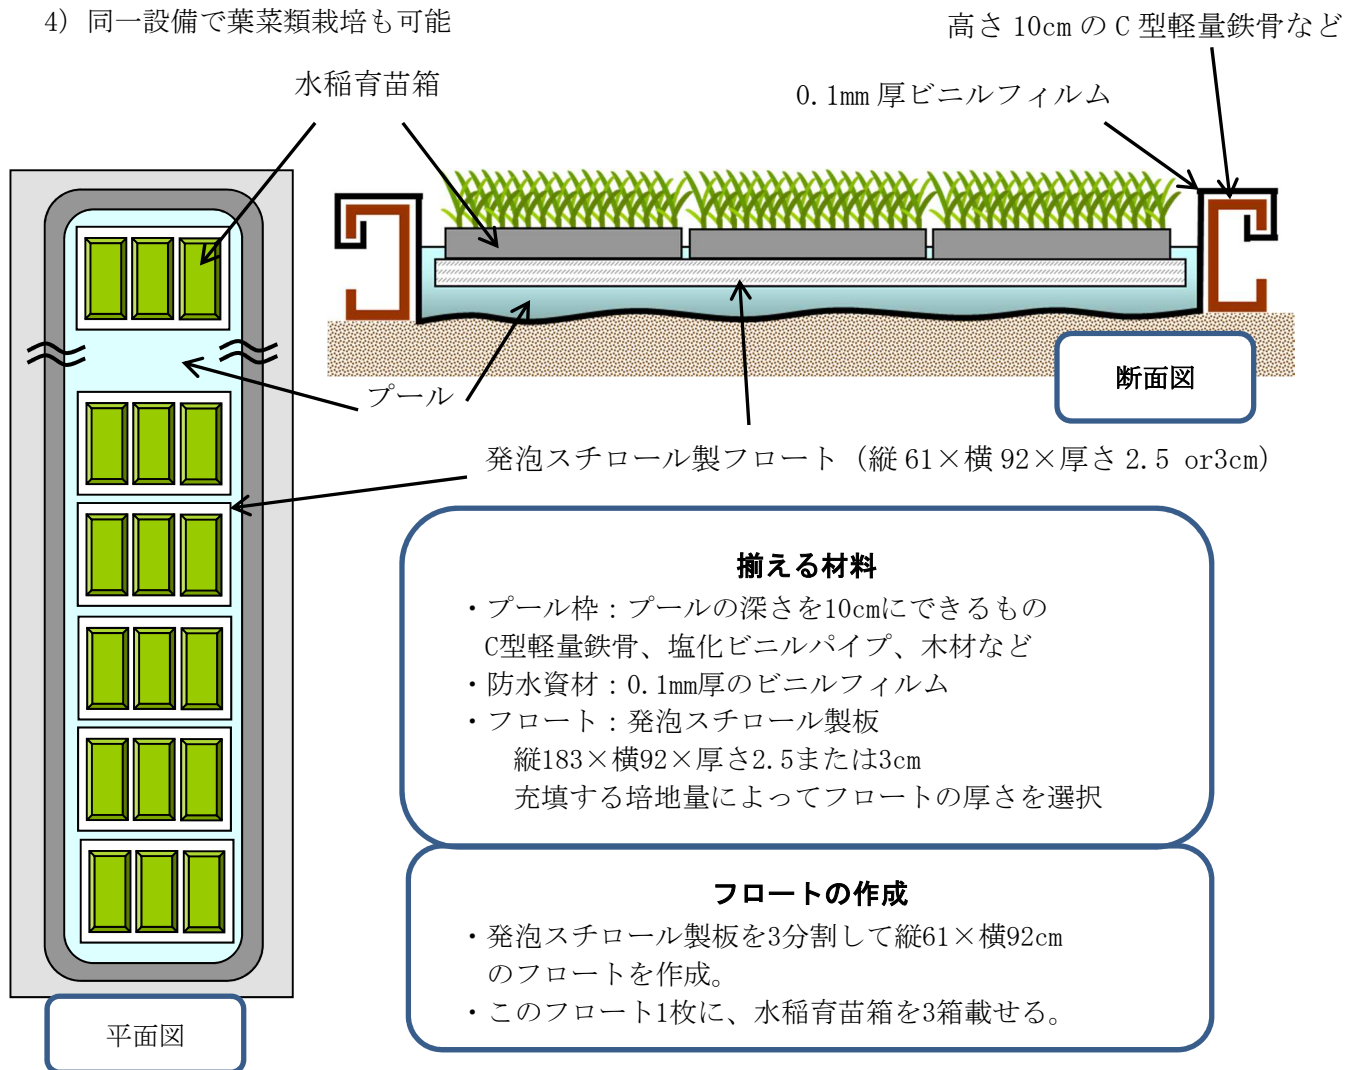 4) 同一設備で葉菜類栽培も可能
高さ 10cm の C 型軽量鉄骨など
水稲育苗箱
0.1mm 厚ビニルフィルム
断面図
プール
発泡スチロール製フロート（縦 61×横 92×厚さ 2.5 or3cm）
揃える材料
・プール枠：プールの深さを10cmにできるもの
C型軽量鉄骨、塩化ビニルパイプ、木材など
・防水資材：0.1mm厚のビニルフィルム
・フロート：発泡スチロール製板
縦183×横92×厚さ2.5または3cm
充填する培地量によってフロートの厚さを選択
フロートの作成
・発泡スチロール製板を3分割して縦61×横92cm
のフロートを作成。
・このフロート1枚に、水稲育苗箱を3箱載せる。
平面図